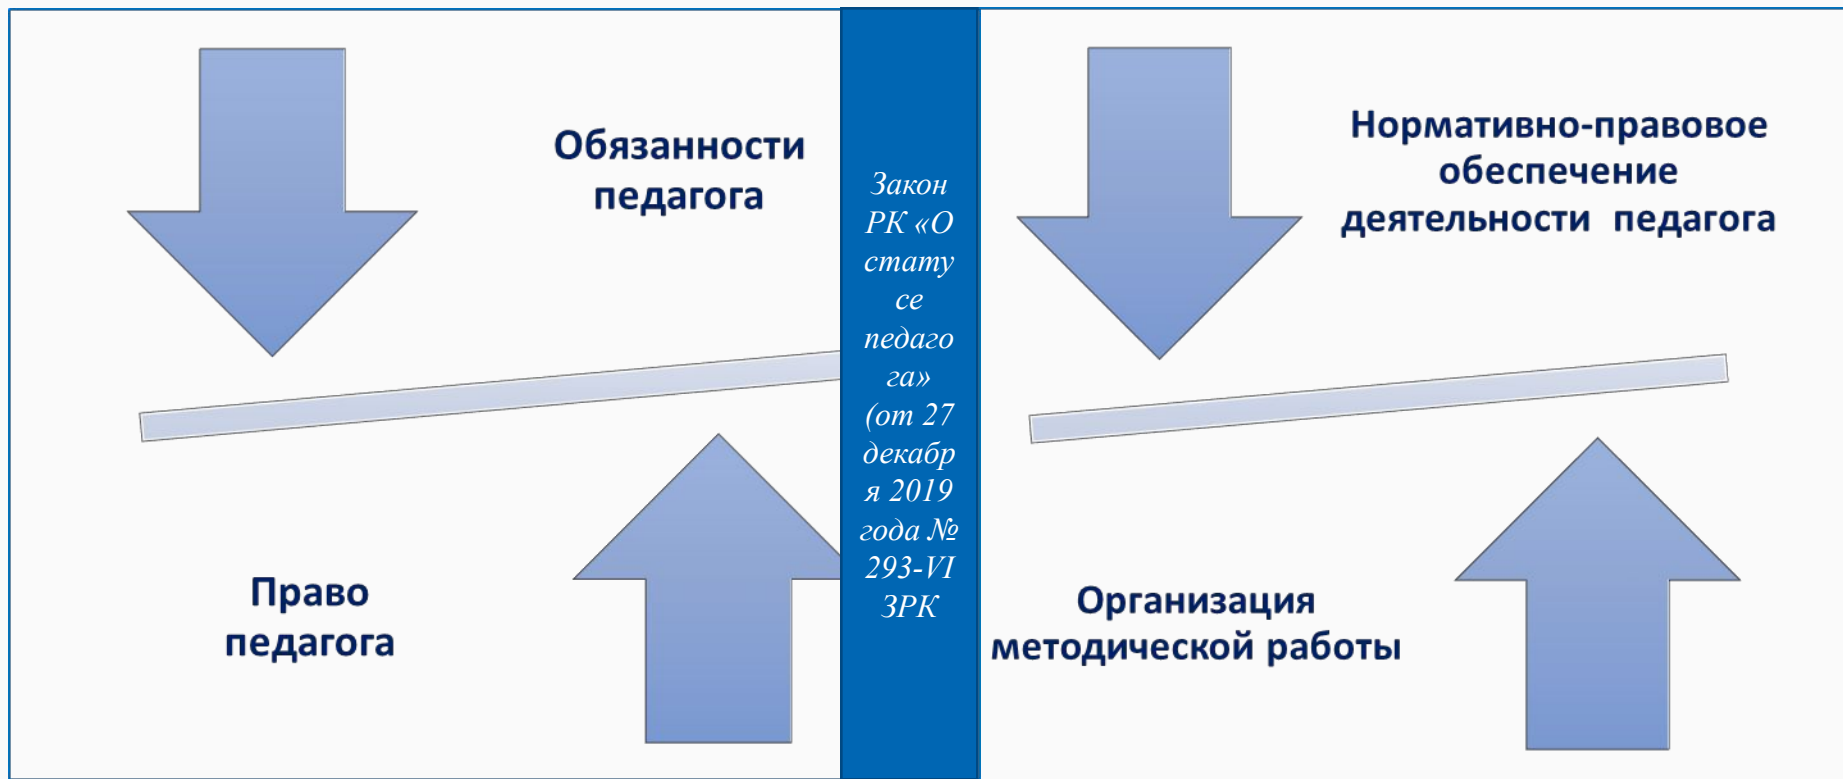 Обязанности
педагога
Право
педагога
Закон
РК «О
стату
се
педаго
га»
(от 27
декабр
я 2019
года №
293-VI
ЗРК
Нормативно-правовое
обеспечение
деятельности педагога
Организация
методической работы